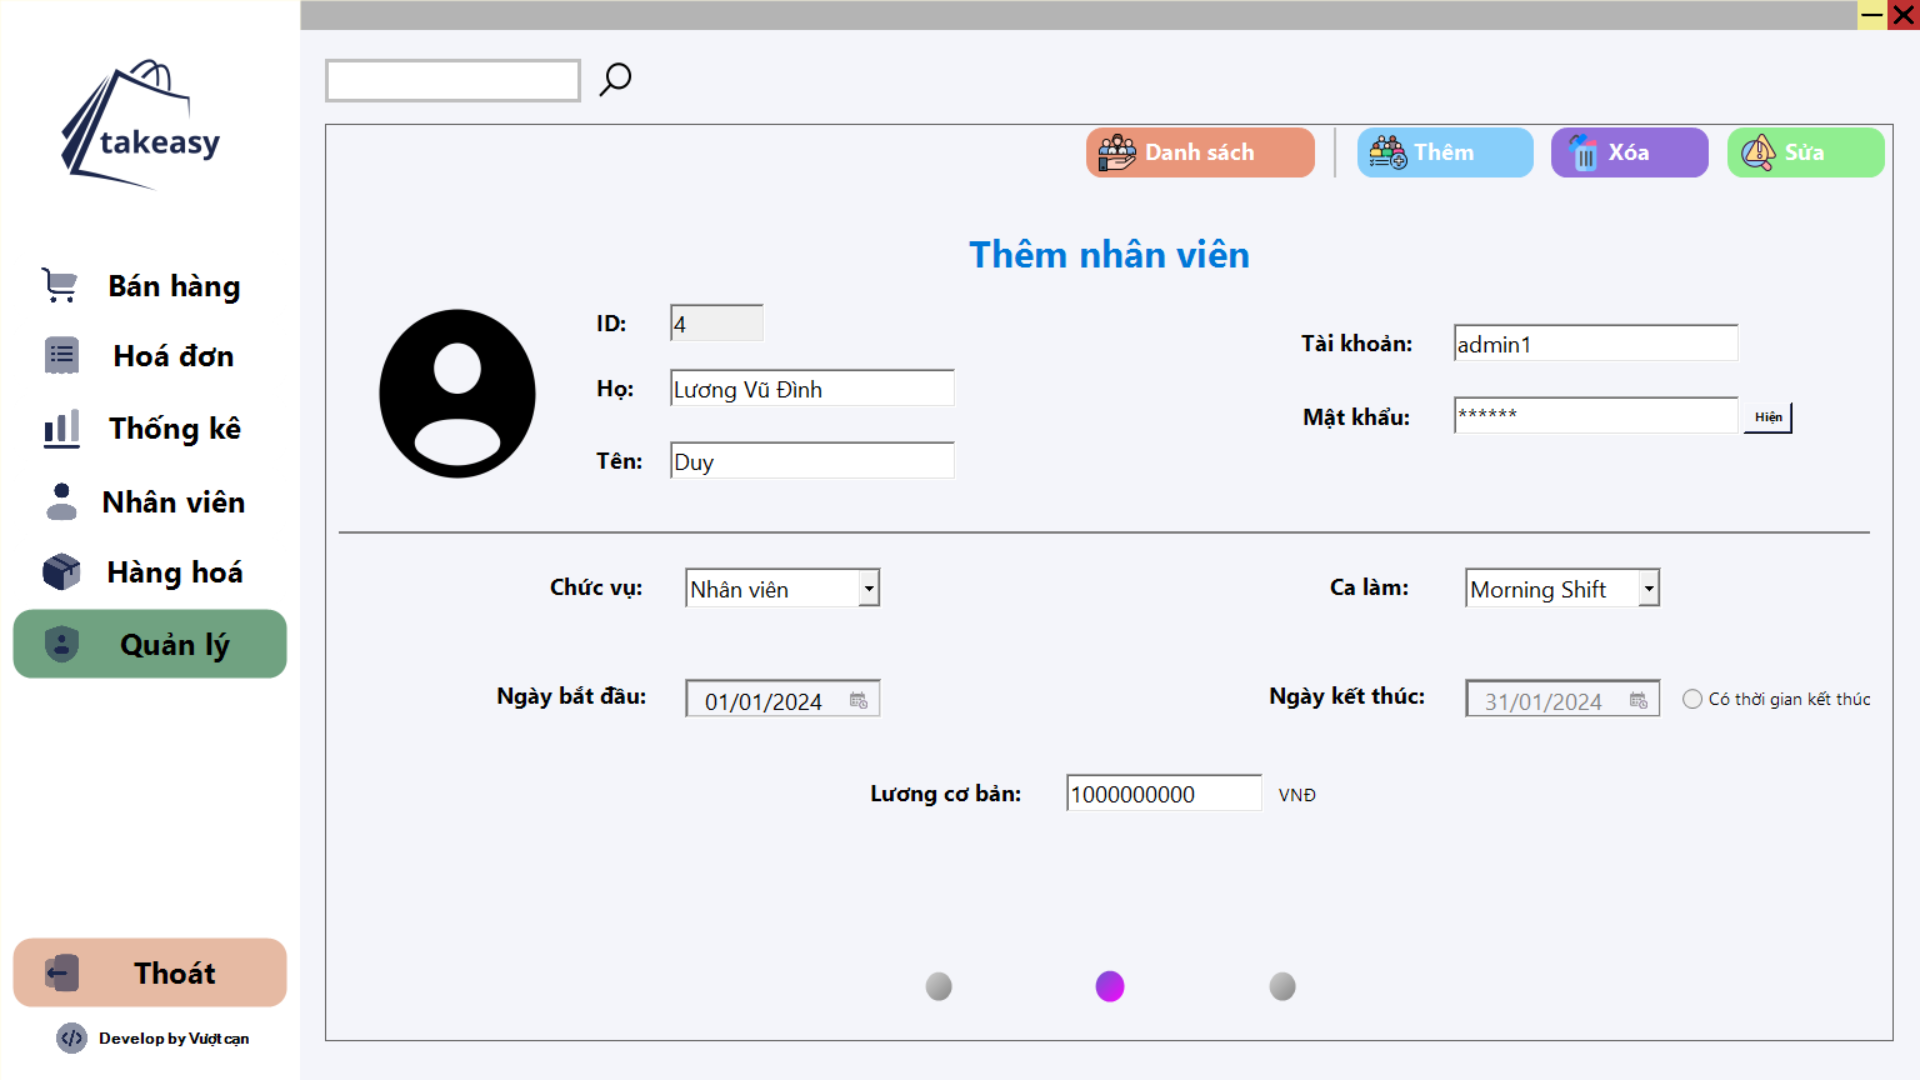 takeasy
Bán hàng
Hoá đơn
Thống kê
Nhân viên
Hàng hoá
Quản lý
Thoát
Develop by Vượt cạn
Danh sách
Thêm
Xóa
Sửa
Thêm nhân viên
ID: 4
Họ: Lương Vũ Đình
Tên: Duy
Tài khoản: admin1
Mật khẩu: ****** Hiện
Chức vụ: Nhân viên
Ca làm: Morning Shift
Ngày bắt đầu: 01/01/2024
Ngày kết thúc: 31/01/2024 Có thời gian kết thúc
Lương cơ bản: 1000000000 VNĐ